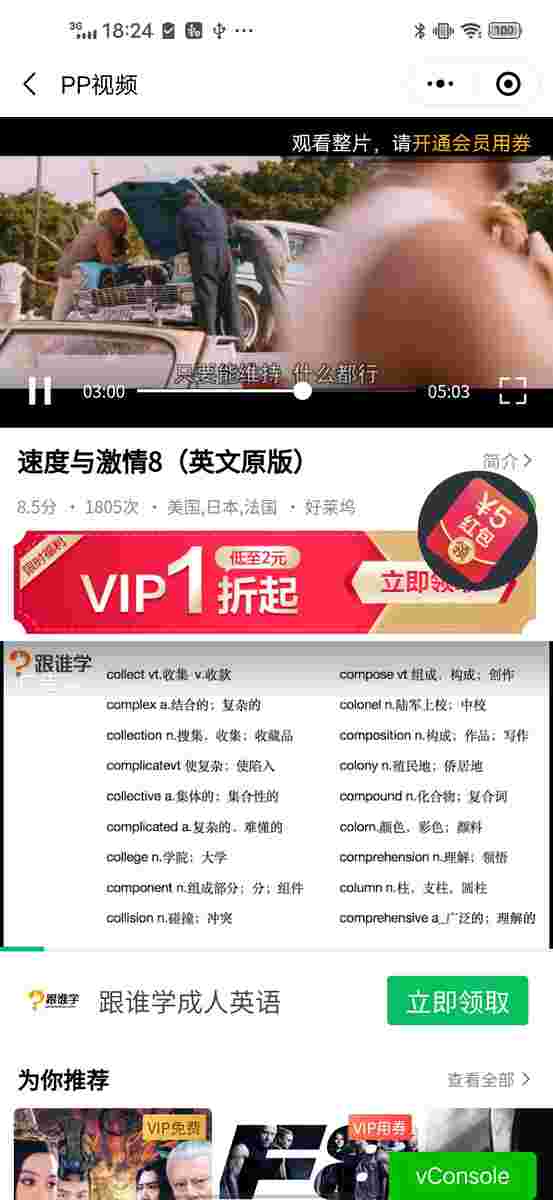 3G 18:24 100
PP视频
观看整片，请开通会员用券
只要能维持 什么都行
03:00
05:03
速度与激情8（英文原版）
简介
8.5分 · 1805次 · 美国,日本,法国 · 好莱坞
¥5
红包
限时福利
VIP1折起
低至2元
立即领
跟谁学
collect vt.收集 v.收款
compose vt 组成，构成；创作
complex a.结合的；复杂的
colonel n.陆军上校；中校
collection n.搜集，收集；收藏品
composition n.构成；作品；写作
complicatevt 使复杂；使陷入
colony n.殖民地；侨居地
collective a.集体的；集合性的
compound n.化合物；复合词
complicated a.复杂的，难懂的
colorn.颜色，彩色；颜料
college n.学院；大学
comprehension n.理解；领悟
component n.组成部分；分；组件
column n.柱，支柱，圆柱
collision n.碰撞；冲突
comprehensive a_广泛的；理解的
跟谁学
跟谁学成人英语
立即领取
为你推荐
查看全部
VIP免费
VIP用券
F8
vConsole